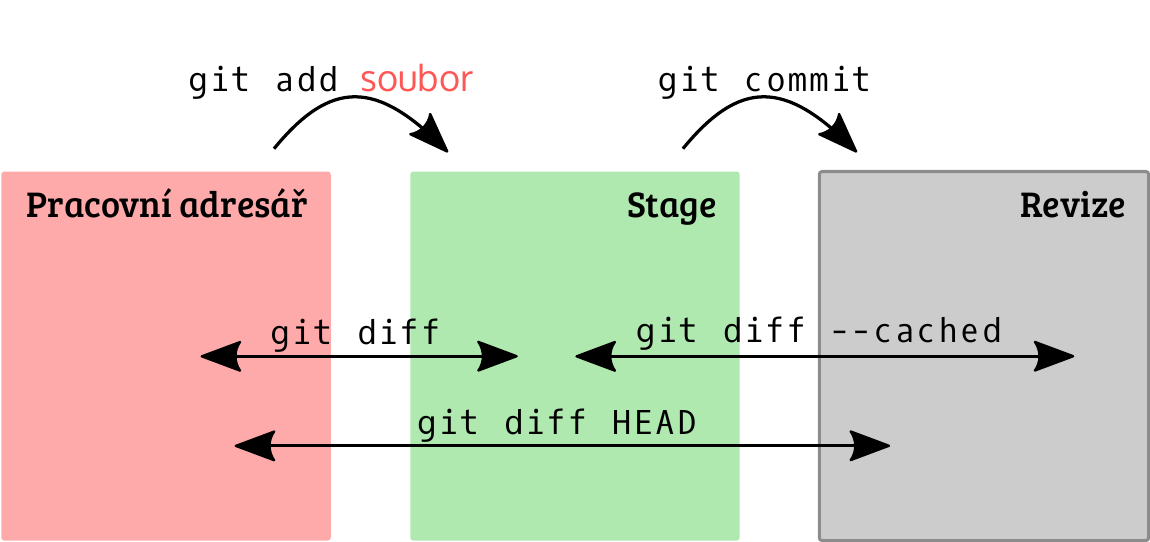 git add soubor
git commit
Pracovní adresář
Stage
Revize
git diff
git diff --cached
git diff HEAD